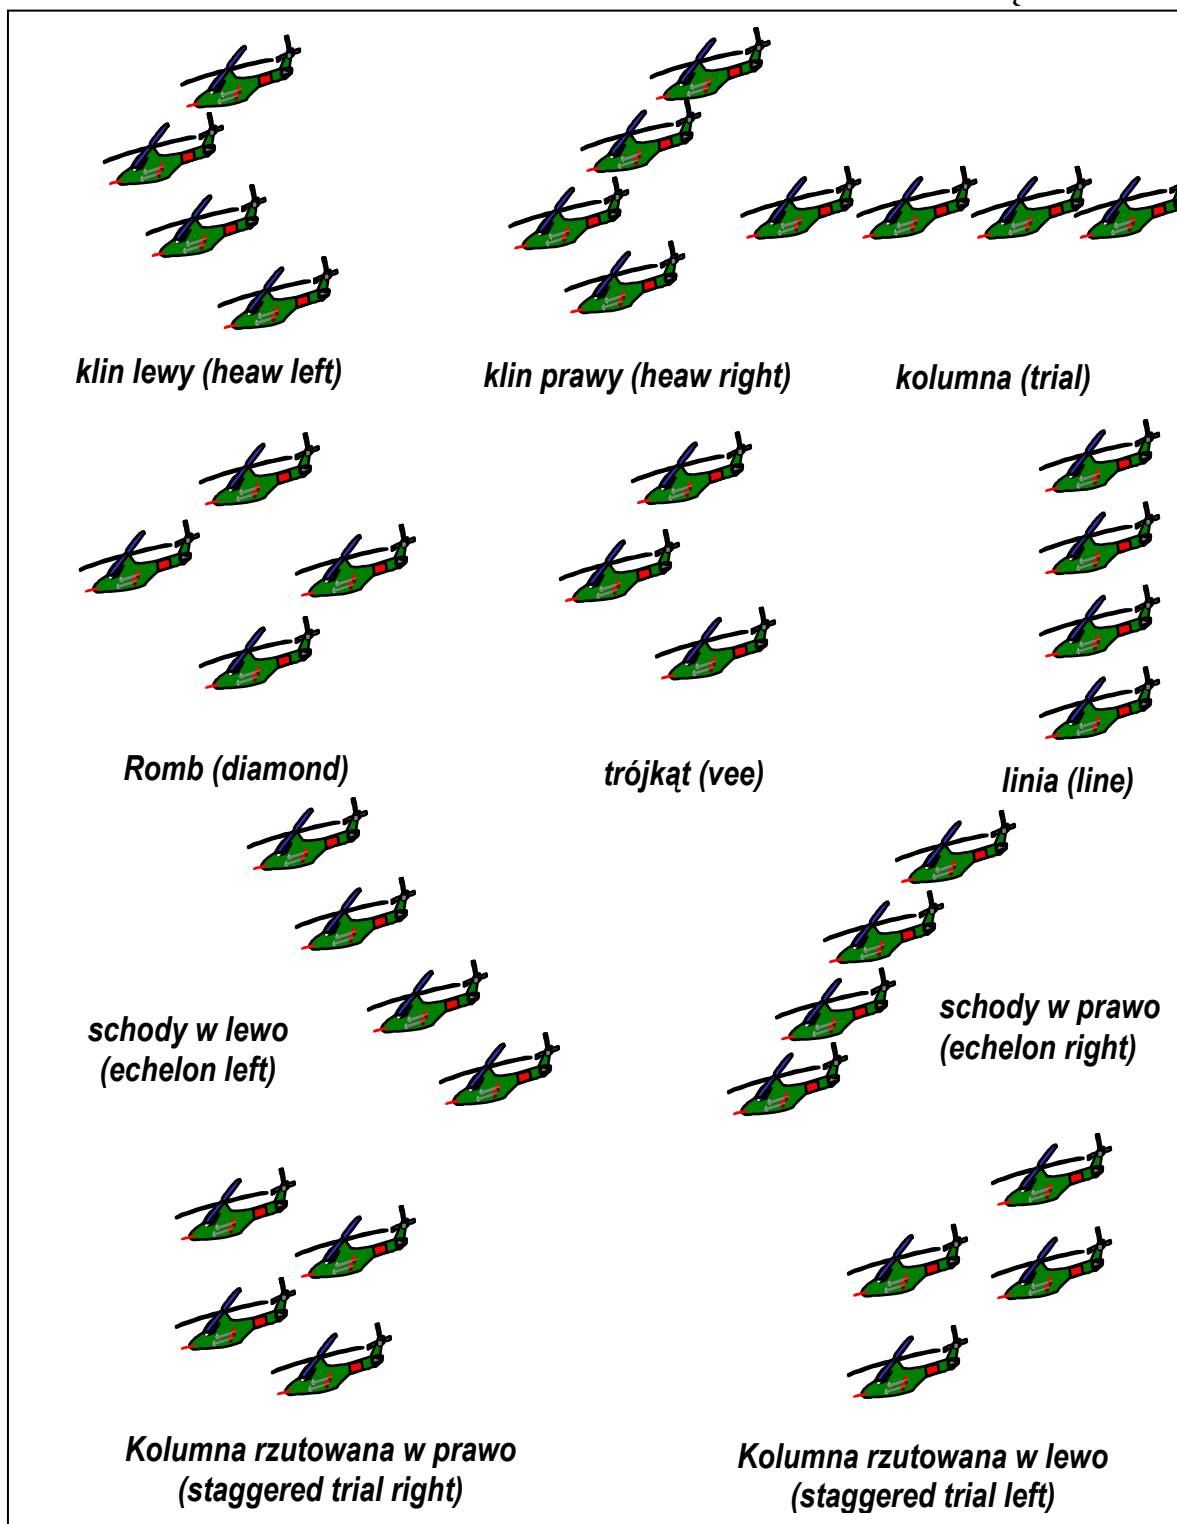 klin lewy (heaw left)
klin prawy (heaw right)
kolumna (trial)
Romb (diamond)
trójkąt (vee)
linia (line)
schody w lewo
(echelon left)
schody w prawo
(echelon right)
Kolumna rzutowana w prawo
(staggered trial right)
Kolumna rzutowana w lewo
(staggered trial left)